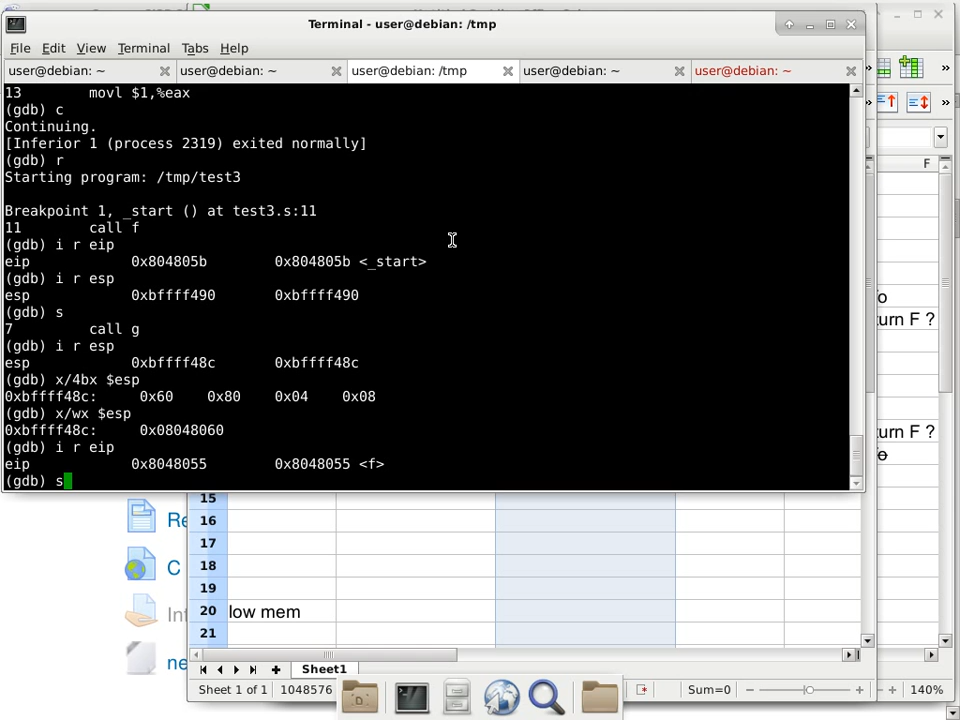 Terminal - user@debian: /tmp
File Edit View Terminal Tabs Help
user@debian: ~
user@debian: ~
user@debian: /tmp
user@debian: ~
user@debian: ~
13       movl $1,%eax
(gdb) c
Continuing.
[Inferior 1 (process 2319) exited normally]
(gdb) r
Starting program: /tmp/test3
Breakpoint 1, _start () at test3.s:11
11       call f
(gdb) i r eip
eip            0x804805b        0x804805b <_start>
(gdb) i r esp
esp            0xbffff490       0xbffff490
(gdb) s
7        call g
(gdb) i r esp
esp            0xbffff48c       0xbffff48c
(gdb) x/4bx $esp
0xbffff48c:    0x60    0x80    0x04    0x08
(gdb) x/wx $esp
0xbffff48c:     0x08048060
(gdb) i r eip
eip            0x8048055        0x8048055 <f>
(gdb) s
F
turn F ?
turn F ?
Re
C
Int
ne
15
16
17
18
19
20 low mem
21
Sheet1
Sheet 1 of 1 1048576 Sum=0 140%